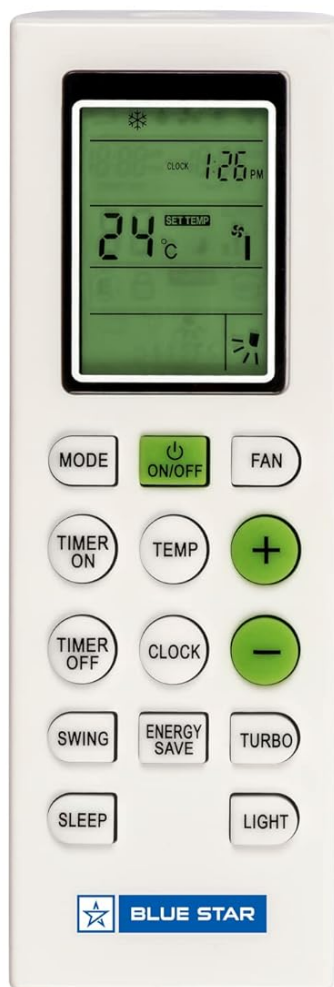 CLOCK 1:26 PM
24 °C SET TEMP
MODE ON/OFF FAN
TIMER ON TEMP +
TIMER OFF CLOCK -
SWING ENERGY SAVE TURBO
SLEEP LIGHT
BLUE STAR